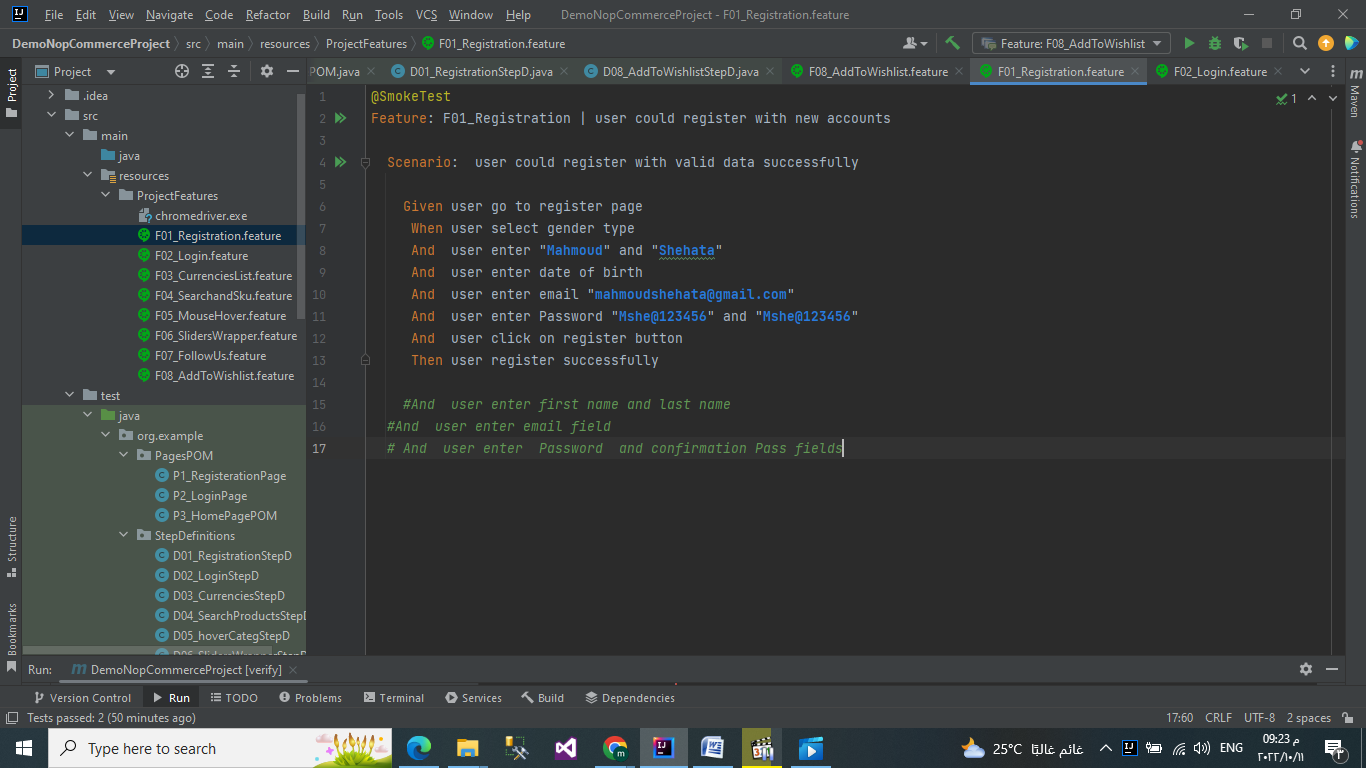 File Edit View Navigate Code Refactor Build Run Tools VCS Window Help DemoNopCommerceProject - F01_Registration.feature
DemoNopCommerceProject src main resources ProjectFeatures F01_Registration.feature Feature: F08_AddToWishlist
Project POM.java D01_RegistrationStepD.java D08_AddToWishlistStepD.java F08_AddToWishlist.feature F01_Registration.feature F02_Login.feature
Project
Structure
Bookmarks
Maven
Notifications
.idea
src
main
java
resources
ProjectFeatures
chromedriver.exe
F01_Registration.feature
F02_Login.feature
F03_CurrenciesList.feature
F04_SearchandSku.feature
F05_MouseHover.feature
F06_SlidersWrapper.feature
F07_FollowUs.feature
F08_AddToWishlist.feature
test
java
org.example
PagesPOM
P1_RegisterationPage
P2_LoginPage
P3_HomePagePOM
StepDefinitions
D01_RegistrationStepD
D02_LoginStepD
D03_CurrenciesStepD
D04_SearchProductsStepD
D05_hoverCategStepD
D06_SlidersWrapperStepD
1 @SmokeTest 1
2 Feature: F01_Registration | user could register with new accounts
3
4 Scenario: user could register with valid data successfully
5
6 Given user go to register page
7 When user select gender type
8 And user enter "Mahmoud" and "Shehata"
9 And user enter date of birth
10 And user enter email "mahmoudshehata@gmail.com"
11 And user enter Password "Mshe@123456" and "Mshe@123456"
12 And user click on register button
13 Then user register successfully
14
15 #And user enter first name and last name
16 #And user enter email field
17 # And user enter Password and confirmation Pass fields
Run: DemoNopCommerceProject [verify]
Version Control Run TODO Problems Terminal Services Build Dependencies
Tests passed: 2 (50 minutes ago) 17:60 CRLF UTF-8 2 spaces
Type here to search 25°C غائم غالبًا ENG 09:23 م
٢٠٢٢/١٠/١١ ٣